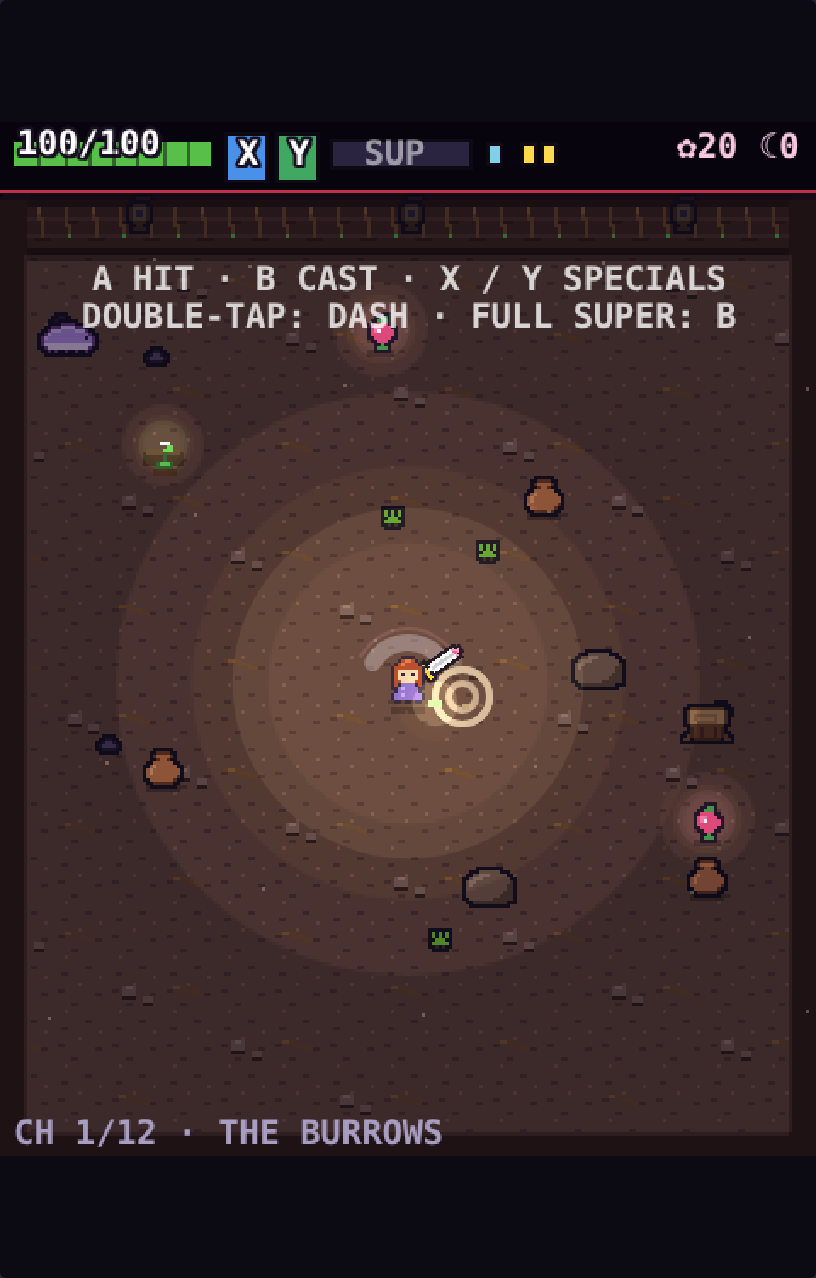 100/100 X Y SUP ✿20 ☾0
A HIT · B CAST · X / Y SPECIALS
DOUBLE-TAP: DASH · FULL SUPER: B
CH 1/12 · THE BURROWS